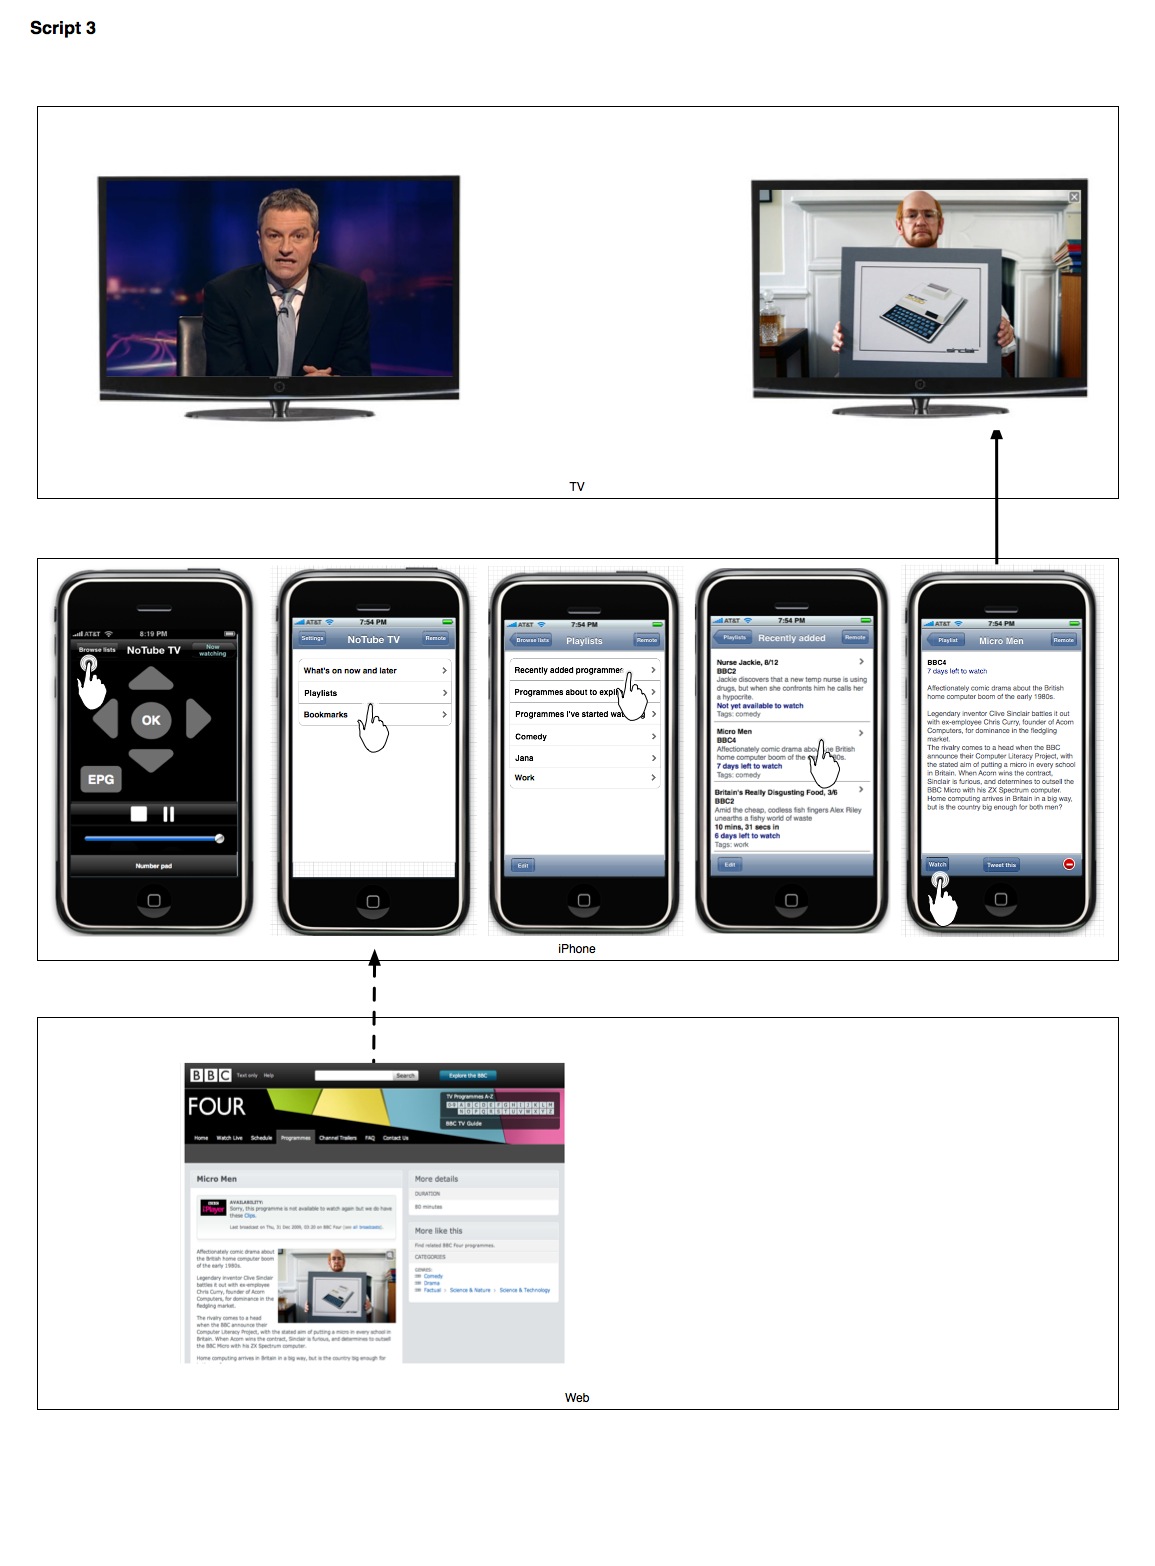 Script 3
sinclair
TV
AT&T 8:19 PM
Browse lists
NoTube TV
Now watching
OK
EPG
Number pad
AT&T 7:54 PM
Settings
NoTube TV
Remote
What's on now and later
Playlists
Bookmarks
AT&T 7:54 PM
Browse lists
Playlists
Remote
Recently added programmes
Programmes about to expi
Programmes I've started wa
Comedy
Jana
Work
Edit
AT&T 7:54 PM
Playlists
Recently added
Remote
Nurse Jackie, 8/12
BBC2
Jackie discovers that a new temp nurse is using
drugs, but when she confronts him he calls her
a hypocrite.
Not yet available to watch
Tags: comedy
Micro Men
BBC4
Affectionately comic drama about the British
home computer boom of the 80s.
7 days left to watch
Tags: comedy
Britain's Really Disgusting Food, 3/6
BBC2
Amid the cheap, codless fish fingers Alex Riley
unearths a fishy world of waste
10 mins, 31 secs in
6 days left to watch
Tags: work
Edit
AT&T 7:54 PM
Playlist
Micro Men
Remote
BBC4
7 days left to watch
Affectionately comic drama about the British
home computer boom of the early 1980s.
Legendary inventor Clive Sinclair battles it out
with ex-employee Chris Curry, founder of Acorn
Computers, for dominance in the fledgling
market.
The rivalry comes to a head when the BBC
announce their Computer Literacy Project, with
the stated aim of putting a micro in every school
in Britain. When Acorn wins the contract,
Sinclair is furious, and determines to outsell the
BBC Micro with his ZX Spectrum computer.
Home computing arrives in Britain in a big way,
but is the country big enough for both men?
Watch
Tweet this
iPhone
BBC Text only Help Search Explore the BBC
FOUR
TV Programmes A-Z
0-9 A B C D E F G H I J K L M
N O P Q R S T U V W X Y Z
BBC TV Guide
Home Watch Live Schedule Programmes Channel Trailers FAQ Contact Us
Micro Men
BBC iPlayer
AVAILABILITY:
Sorry, this programme is not available to watch again but we do have
these Clips.
Last broadcast on Thu, 31 Dec 2009, 03:20 on BBC Four (see all broadcasts).
Affectionately comic drama about
the British home computer boom
of the early 1980s.
Legendary inventor Clive Sinclair
battles it out with ex-employee
Chris Curry, founder of Acorn
Computers, for dominance in the
fledgling market.
The rivalry comes to a head
when the BBC announce their
Computer Literacy Project, with the stated aim of putting a micro in every school in
Britain. When Acorn wins the contract, Sinclair is furious, and determines to outsell
the BBC Micro with his ZX Spectrum computer.
Home computing arrives in Britain in a big way, but is the country big enough for
More details
DURATION
80 minutes
More like this
Find related BBC Four programmes.
CATEGORIES
GENRES:
Comedy
Drama
Factual > Science & Nature > Science & Technology
Web